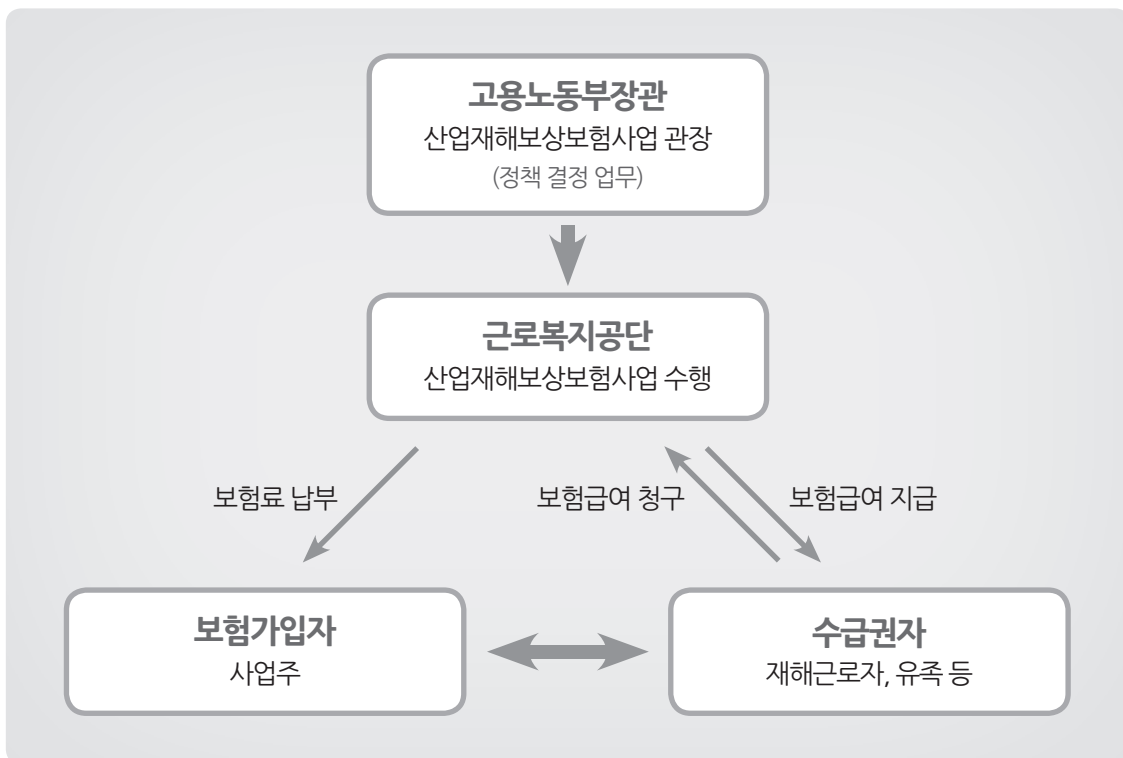 고용노동부장관
산업재해보상보험사업 관장
(정책 결정 업무)
근로복지공단
산업재해보상보험사업 수행
보험료 납부
보험급여 청구
보험급여 지급
보험가입자
사업주
수급권자
재해근로자, 유족 등